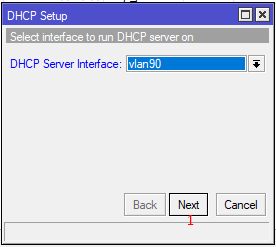 DHCP Setup
Select interface to run DHCP server on
DHCP Server Interface: vlan90
Back Next Cancel
1